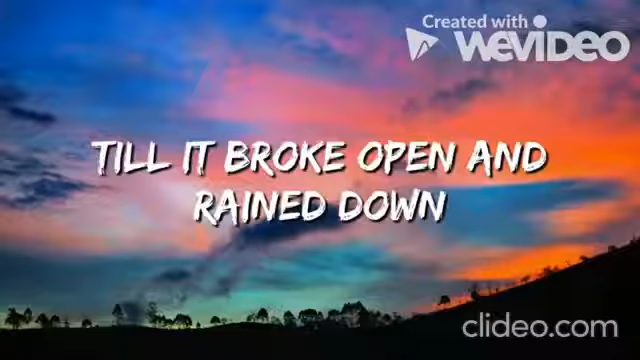 Created with
WEVIDEO
TILL IT BROKE OPEN AND
RAINED DOWN
clideo.com